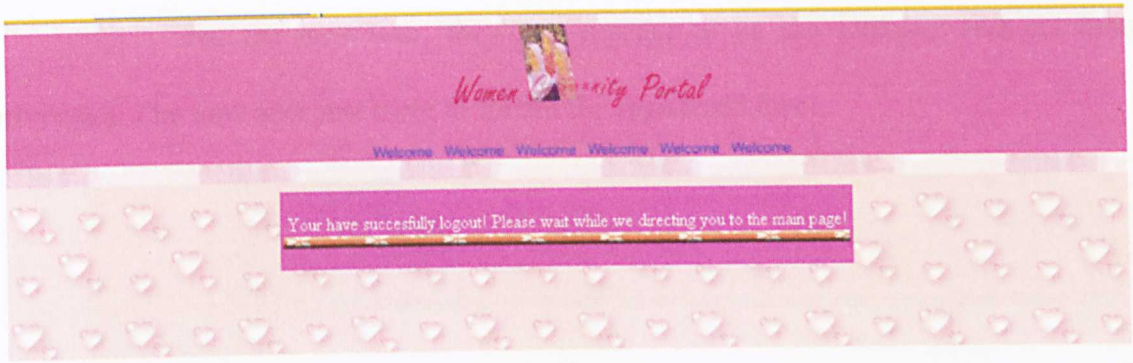 Women Community Portal
Welcome Welcome Welcome Welcome Welcome Welcome
Your have succesfully logout! Please wait while we directing you to the main page!